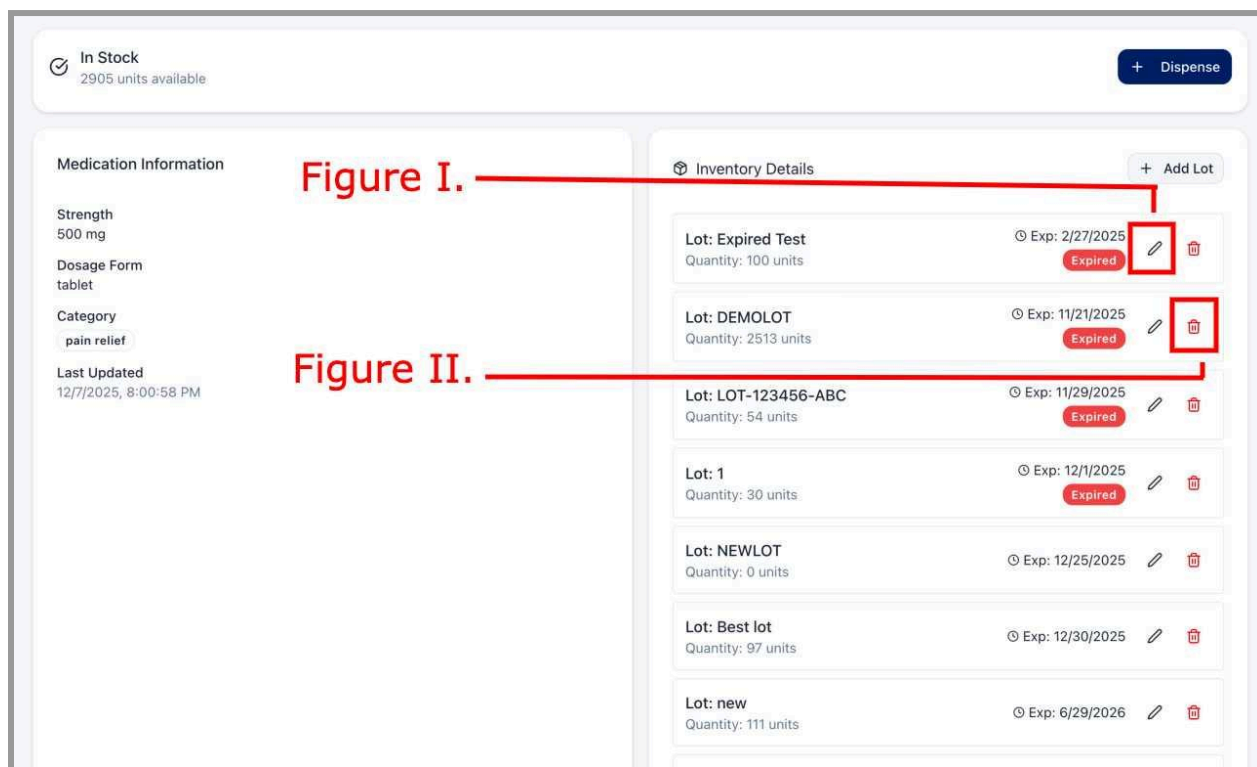 In Stock
2905 units available
+ Dispense
Medication Information
Strength
500 mg
Dosage Form
tablet
Category
pain relief
Last Updated
12/7/2025, 8:00:58 PM
Figure I.
Figure II.
Inventory Details
+ Add Lot
Lot: Expired Test
Quantity: 100 units
Exp: 2/27/2025
Expired
Lot: DEMOLOT
Quantity: 2513 units
Exp: 11/21/2025
Expired
Lot: LOT-123456-ABC
Quantity: 54 units
Exp: 11/29/2025
Expired
Lot: 1
Quantity: 30 units
Exp: 12/1/2025
Expired
Lot: NEWLOT
Quantity: 0 units
Exp: 12/25/2025
Lot: Best lot
Quantity: 97 units
Exp: 12/30/2025
Lot: new
Quantity: 111 units
Exp: 6/29/2026